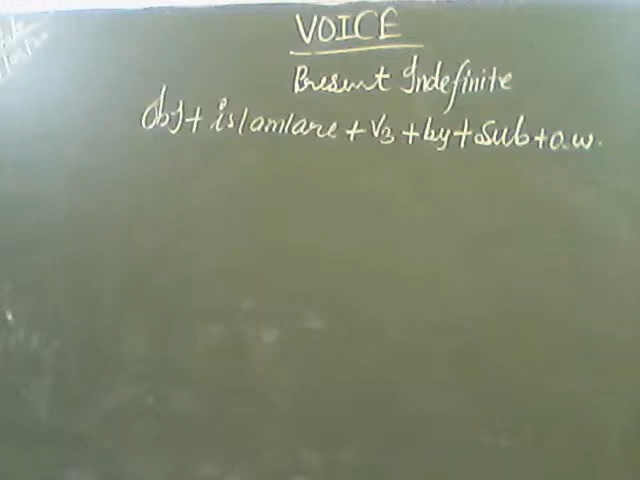 VOICE
Present Indefinite
Obj + is/am/are + V3 + by + Sub + o.w.